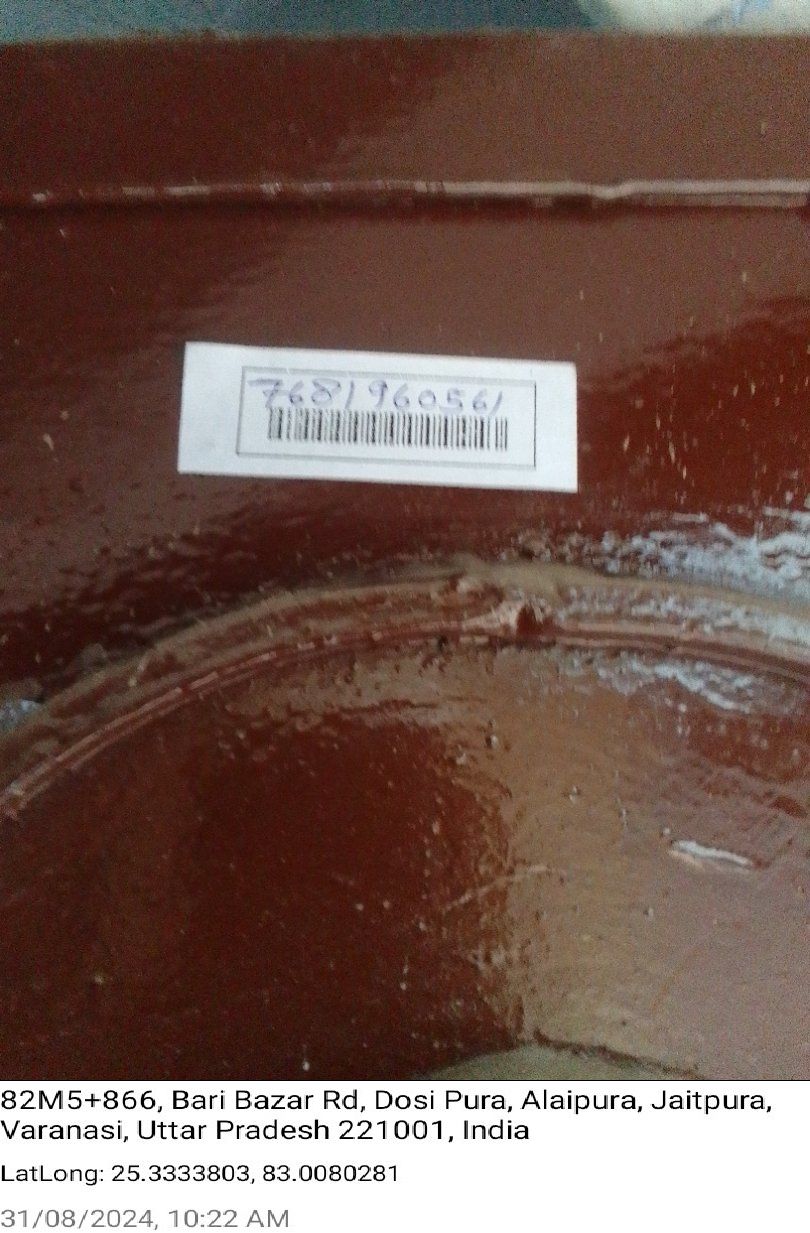 7681960561
82M5+866, Bari Bazar Rd, Dosi Pura, Alaipura, Jaitpura,
Varanasi, Uttar Pradesh 221001, India
LatLong: 25.3333803, 83.0080281
31/08/2024, 10:22 AM